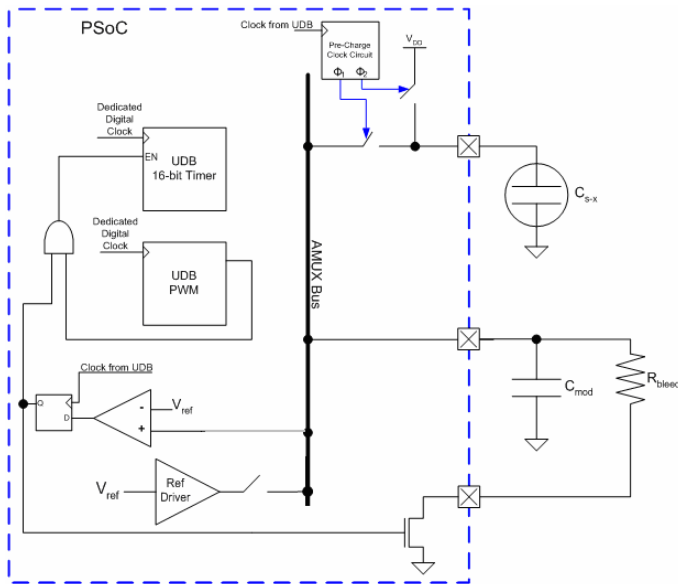 PSoC
Clock from UDB
Pre-Charge
Clock Circuit
Φ1 Φ2
VDD
Dedicated
Digital
Clock
EN
UDB
16-bit Timer
Cs-x
Dedicated
Digital
Clock
UDB
PWM
AMUX Bus
Clock from UDB
Q
D
-
+
Vref
Cmod
Rbleed
Vref
Ref
Driver